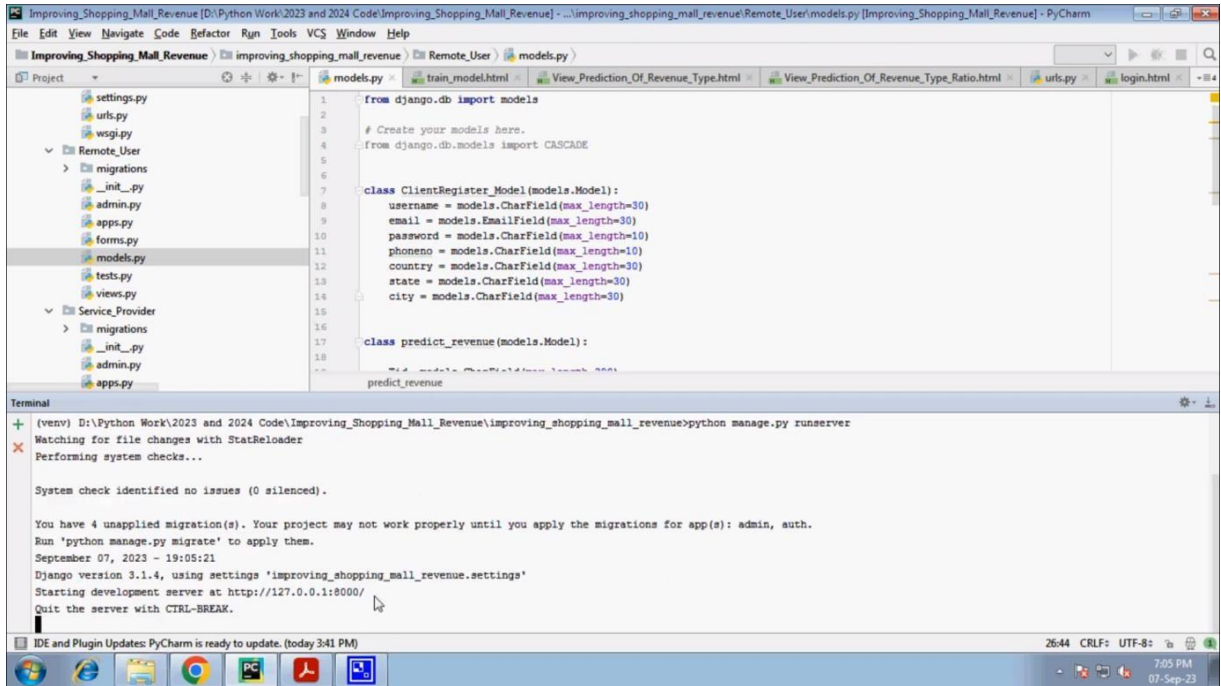 Improving_Shopping_Mall_Revenue [D:\Python Work\2023 and 2024 Code\Improving_Shopping_Mall_Revenue] - ...\improving_shopping_mall_revenue\Remote_User\models.py [Improving_Shopping_Mall_Revenue] - PyCharm
File Edit View Navigate Code Refactor Run Tools VCS Window Help
Improving_Shopping_Mall_Revenue improving_shopping_mall_revenue Remote_User models.py
Project models.py train_model.html View_Prediction_Of_Revenue_Type.html View_Prediction_Of_Revenue_Type_Ratio.html urls.py login.html
settings.py
urls.py
wsgi.py
Remote_User
migrations
__init__.py
admin.py
apps.py
forms.py
models.py
tests.py
views.py
Service_Provider
migrations
__init__.py
admin.py
apps.py
1 from django.db import models
2
3 # Create your models here.
4 from django.db.models import CASCADE
5
6
7 class ClientRegister_Model(models.Model):
8 username = models.CharField(max_length=30)
9 email = models.EmailField(max_length=30)
10 password = models.CharField(max_length=10)
11 phoneno = models.CharField(max_length=10)
12 country = models.CharField(max_length=30)
13 state = models.CharField(max_length=30)
14 city = models.CharField(max_length=30)
15
16
17 class predict_revenue(models.Model):
18
predict_revenue
Terminal
(venv) D:\Python Work\2023 and 2024 Code\Improving_Shopping_Mall_Revenue\improving_shopping_mall_revenue>python manage.py runserver
Watching for file changes with StatReloader
Performing system checks...
System check identified no issues (0 silenced).
You have 4 unapplied migration(s). Your project may not work properly until you apply the migrations for app(s): admin, auth.
Run 'python manage.py migrate' to apply them.
September 07, 2023 - 19:05:21
Django version 3.1.4, using settings 'improving_shopping_mall_revenue.settings'
Starting development server at http://127.0.0.1:8000/
Quit the server with CTRL-BREAK.
IDE and Plugin Updates: PyCharm is ready to update. (today 3:41 PM) 26:44 CRLF UTF-8
7:05 PM
07-Sep-23